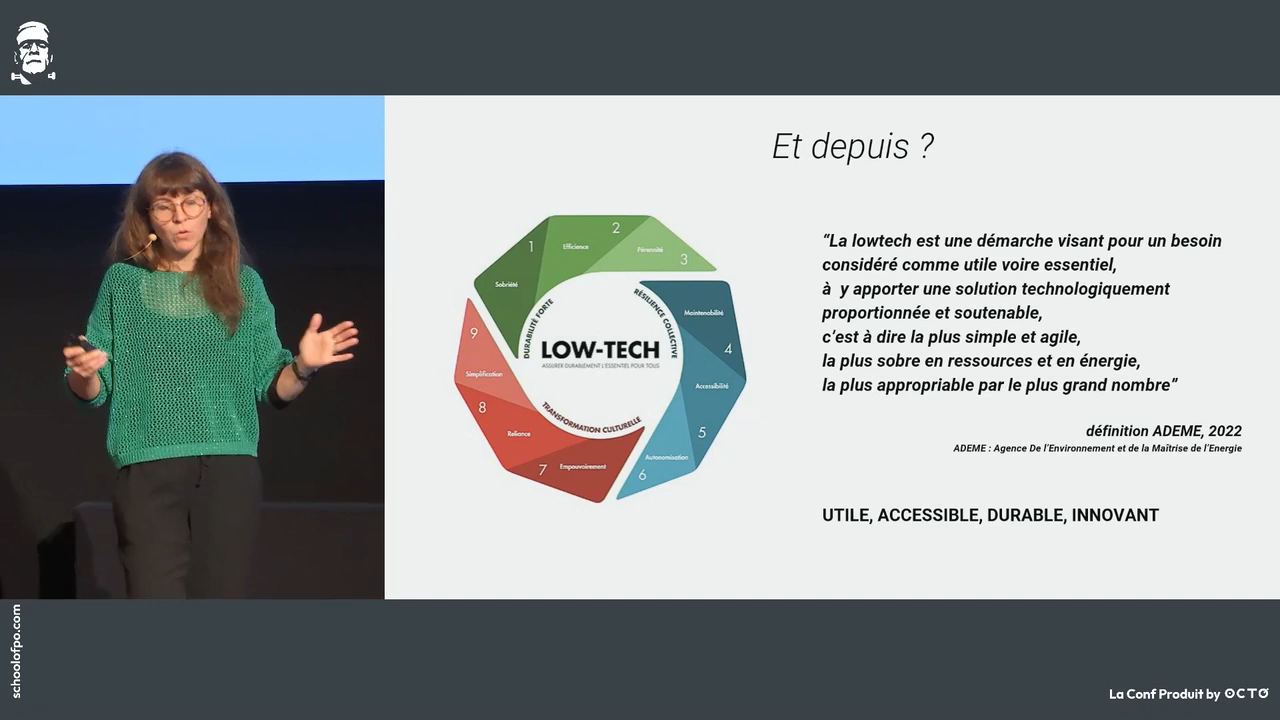 Et depuis ?
1
Sobriété
Efficience
2
Pérennité
3
Maintenabilité
4
Accessibilité
5
Autonomisation
6
Empouvoirement
7
Reliance
8
Simplification
9
DURABILITÉ FORTE
RÉSILIENCE COLLECTIVE
TRANSFORMATION CULTURELLE
LOW-TECH
ASSURER DURABLEMENT L'ESSENTIEL POUR TOUS
“La lowtech est une démarche visant pour un besoin
considéré comme utile voire essentiel,
à y apporter une solution technologiquement
proportionnée et soutenable,
c’est à dire la plus simple et agile,
la plus sobre en ressources et en énergie,
la plus appropriable par le plus grand nombre”
définition ADEME, 2022
ADEME : Agence De l’Environnement et de la Maîtrise de l’Energie
UTILE, ACCESSIBLE, DURABLE, INNOVANT
schoolofpo.com
La Conf Produit by OCTO